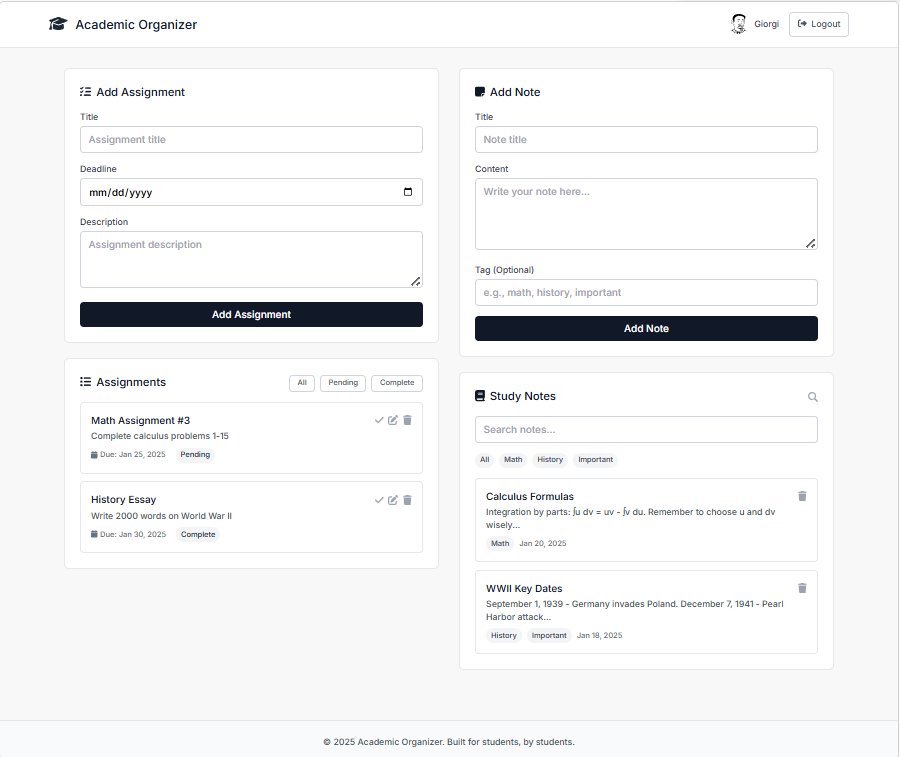 Academic Organizer
Giorgi
Logout
Add Assignment
Title
Assignment title
Deadline
mm/dd/yyyy
Description
Assignment description
Add Assignment
Assignments
All
Pending
Complete
Math Assignment #3
Complete calculus problems 1-15
Due: Jan 25, 2025
Pending
History Essay
Write 2000 words on World War II
Due: Jan 30, 2025
Complete
Add Note
Title
Note title
Content
Write your note here...
Tag (Optional)
e.g., math, history, important
Add Note
Study Notes
Search notes...
All
Math
History
Important
Calculus Formulas
Integration by parts: ∫u dv = uv - ∫v du. Remember to choose u and dv
wisely...
Math
Jan 20, 2025
WWII Key Dates
September 1, 1939 - Germany invades Poland. December 7, 1941 - Pearl
Harbor attack...
History
Important
Jan 18, 2025
© 2025 Academic Organizer. Built for students, by students.